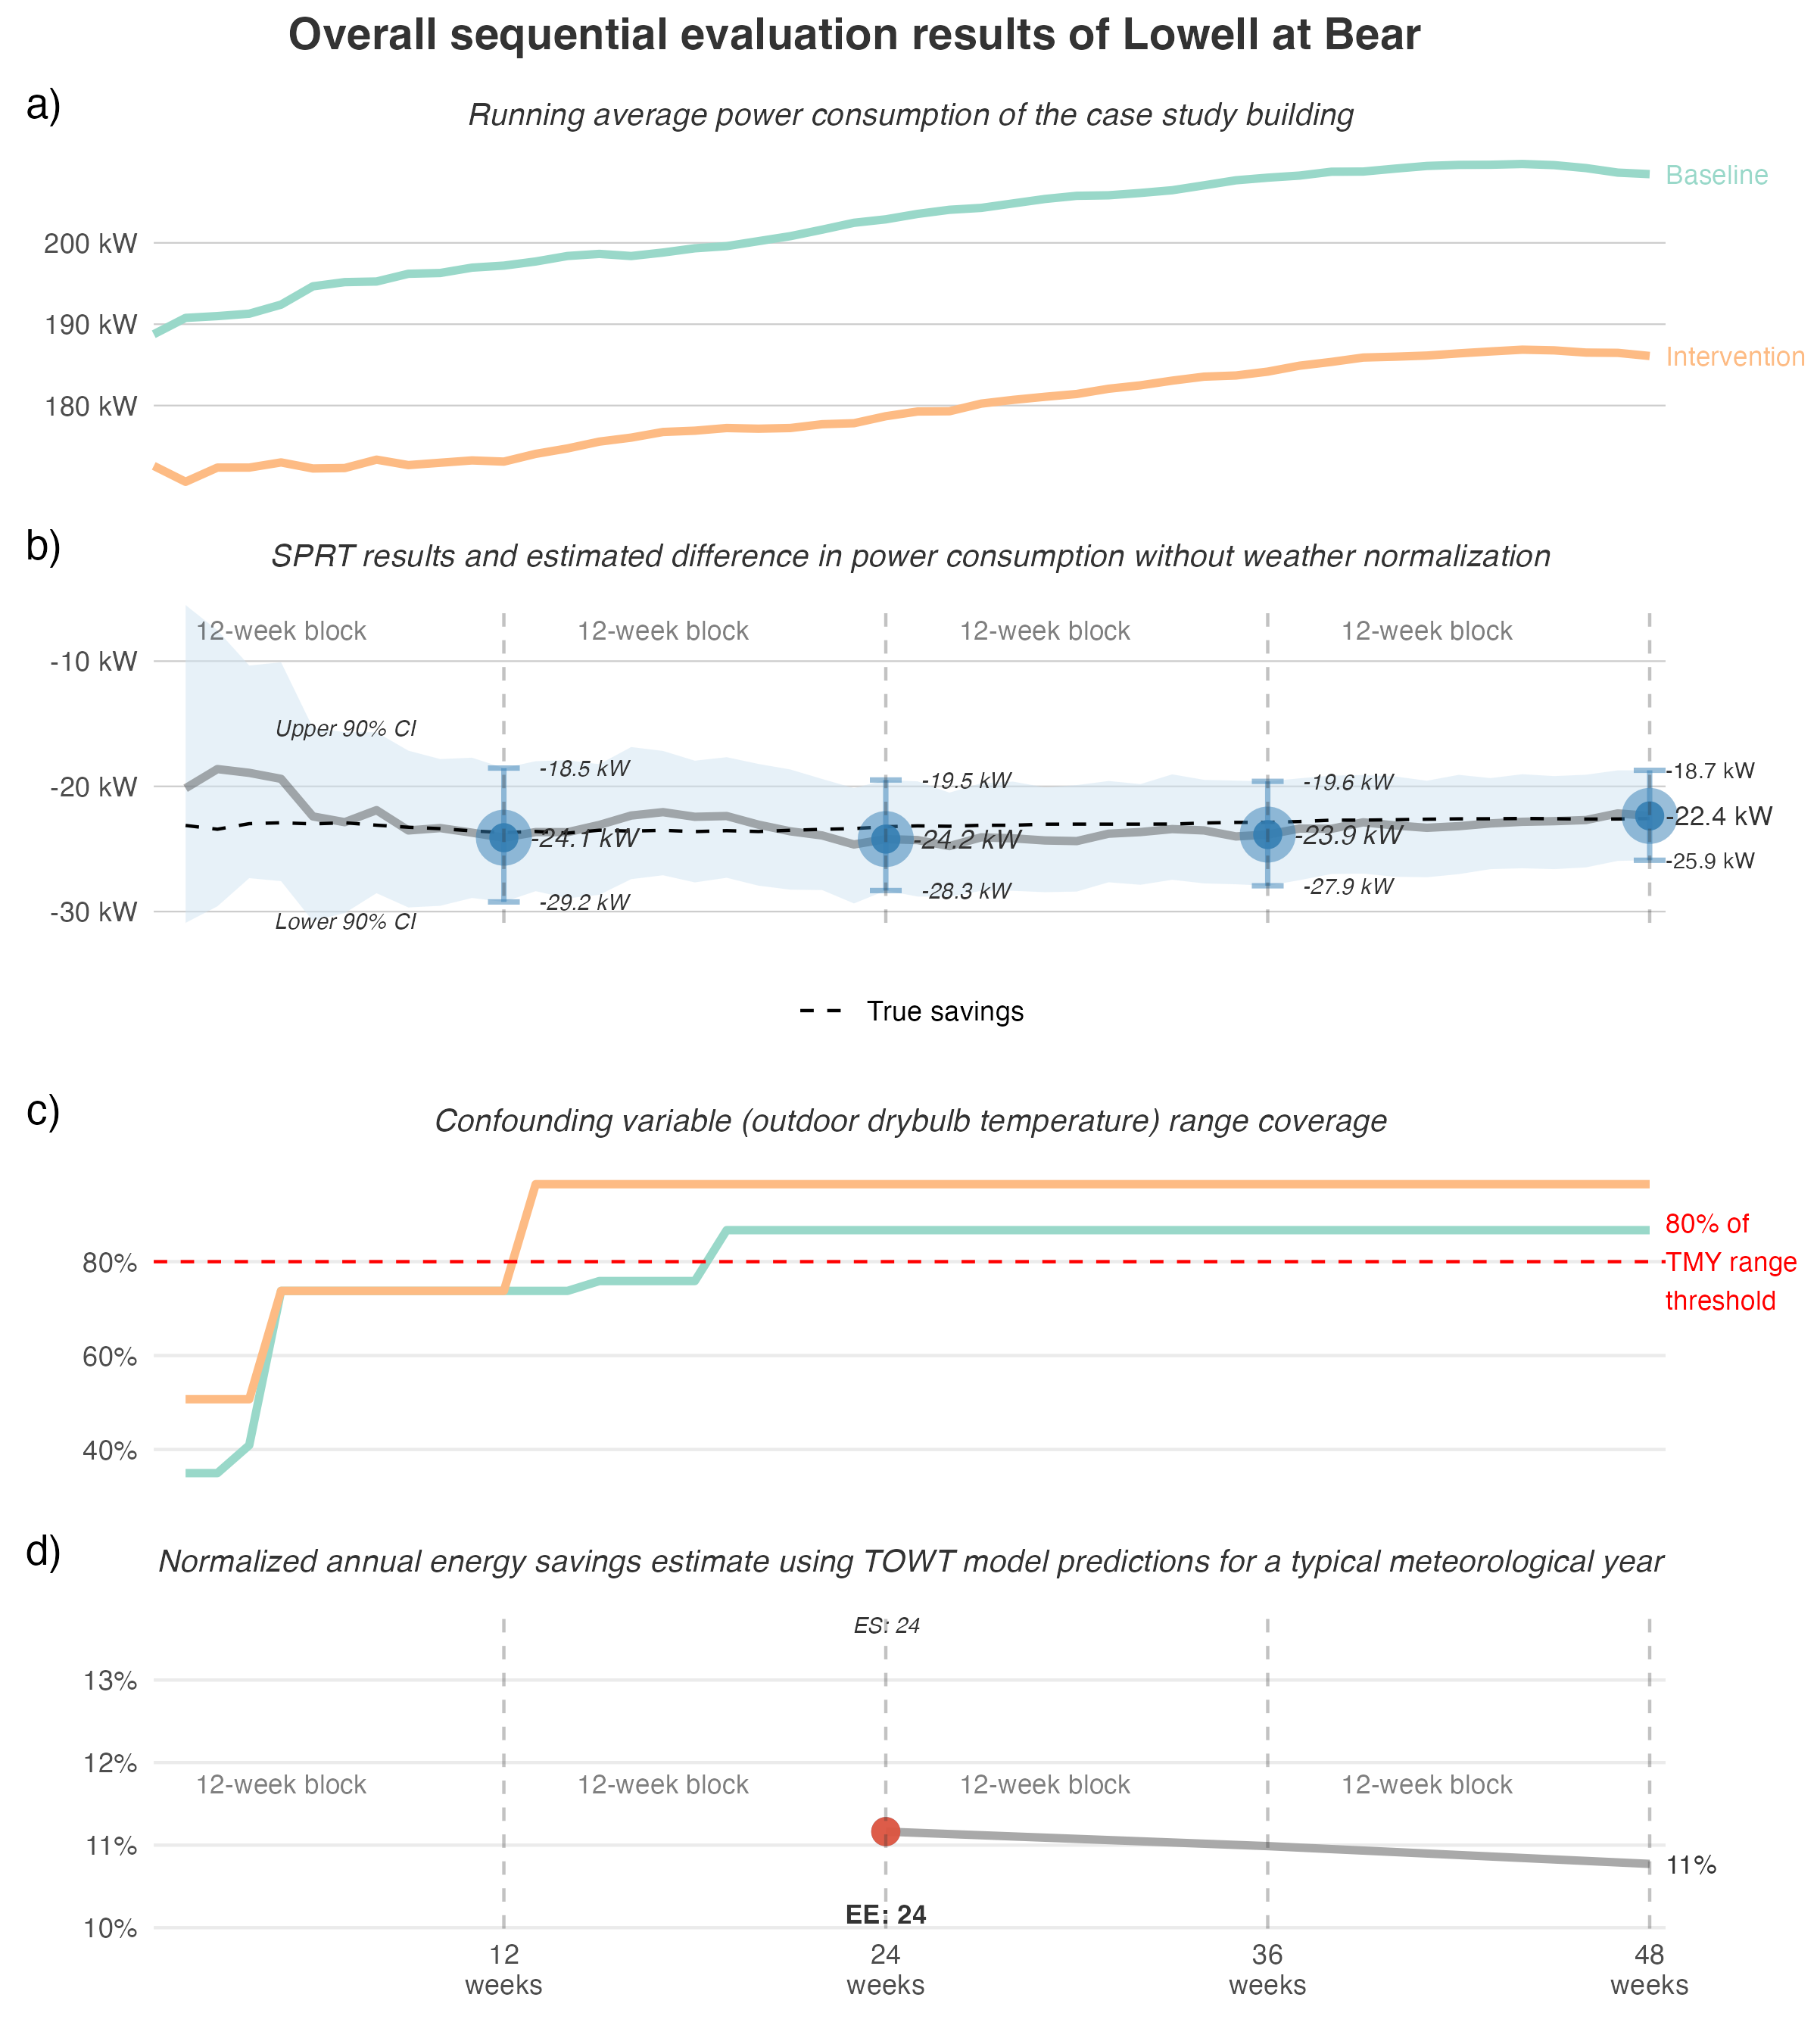 Overall sequential evaluation results of Lowell at Bear
a)
Running average power consumption of the case study building
Baseline
200 kW
190 kW
Intervention
180 kW
b)
SPRT results and estimated difference in power consumption without weather normalization
12-week block
12-week block
12-week block
12-week block
-10 kW
Upper 90% CI
-18.5 kW
-19.5 kW
-19.6 kW
-18.7 kW
-20 kW
-24.1 kW
-24.2 kW
-23.9 kW
-22.4 kW
-29.2 kW
-28.3 kW
-27.9 kW
-25.9 kW
-30 kW
Lower 90% CI
True savings
c)
Confounding variable (outdoor drybulb temperature) range coverage
80% of
TMY range
threshold
80%
60%
40%
d)
Normalized annual energy savings estimate using TOWT model predictions for a typical meteorological year
ES: 24
13%
12%
12-week block
12-week block
12-week block
12-week block
11%
11%
EE: 24
10%
12
weeks
24
weeks
36
weeks
48
weeks